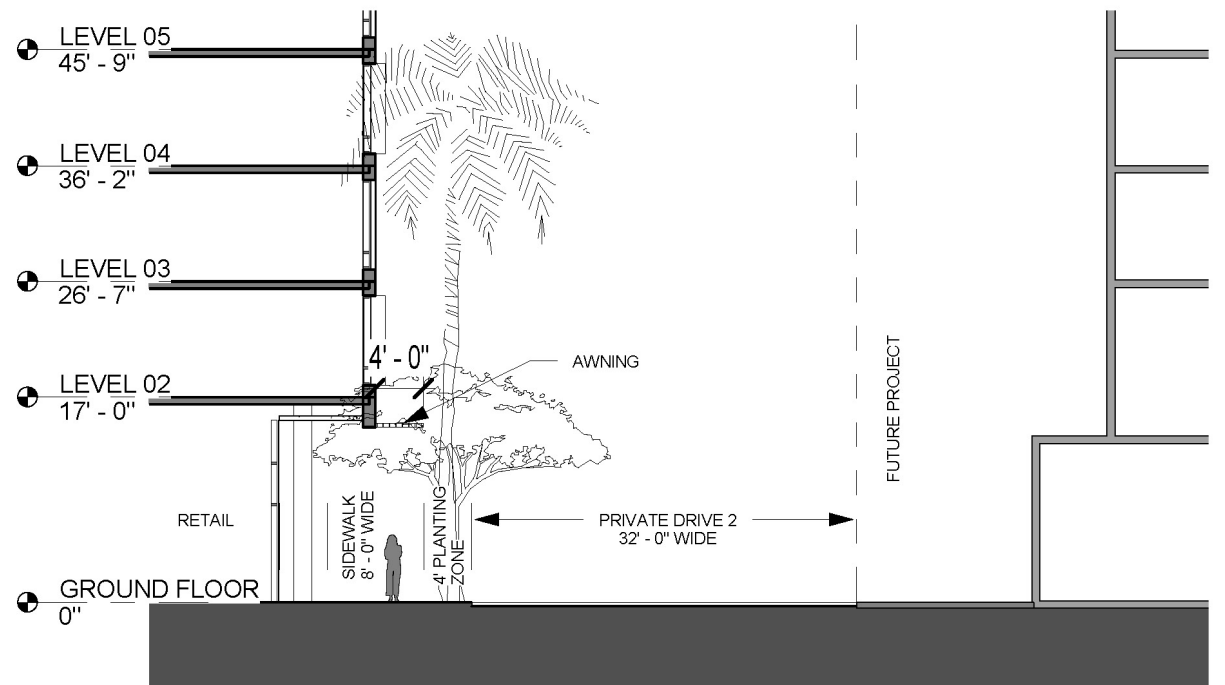 LEVEL 05
45' - 9"
LEVEL 04
36' - 2"
LEVEL 03
26' - 7"
4' - 0"
AWNING
LEVEL 02
17' - 0"
FUTURE PROJECT
RETAIL
SIDEWALK
8' - 0" WIDE
4' PLANTING
ZONE
PRIVATE DRIVE 2
32' - 0" WIDE
GROUND FLOOR
0"